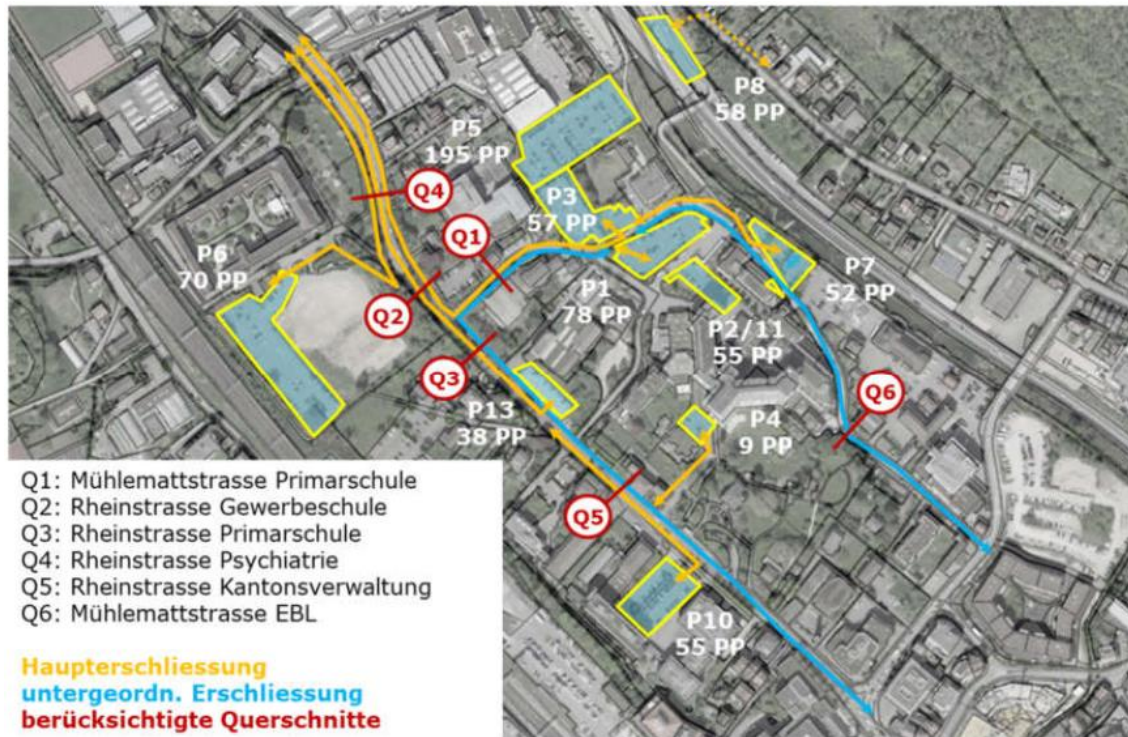 P8
58 PP
P5
195 PP
Q4
P3
57 PP
Q1
P6
70 PP
P7
52 PP
Q2
P1
78 PP
P2/11
55 PP
Q3
Q6
P13
38 PP
P4
9 PP
Q5
P10
55 PP
Q1: Mühlemattstrasse Primarschule
Q2: Rheinstrasse Gewerbeschule
Q3: Rheinstrasse Primarschule
Q4: Rheinstrasse Psychiatrie
Q5: Rheinstrasse Kantonsverwaltung
Q6: Mühlemattstrasse EBL
Haupterschliessung
untergeordn. Erschliessung
berücksichtigte Querschnitte